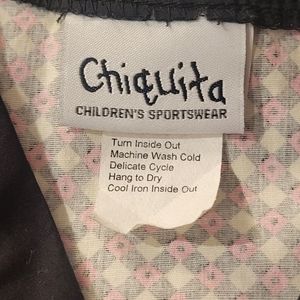 Chiquita
CHILDREN'S SPORTSWEAR
Turn Inside Out
Machine Wash Cold
Delicate Cycle
Hang to Dry
Cool Iron Inside Out